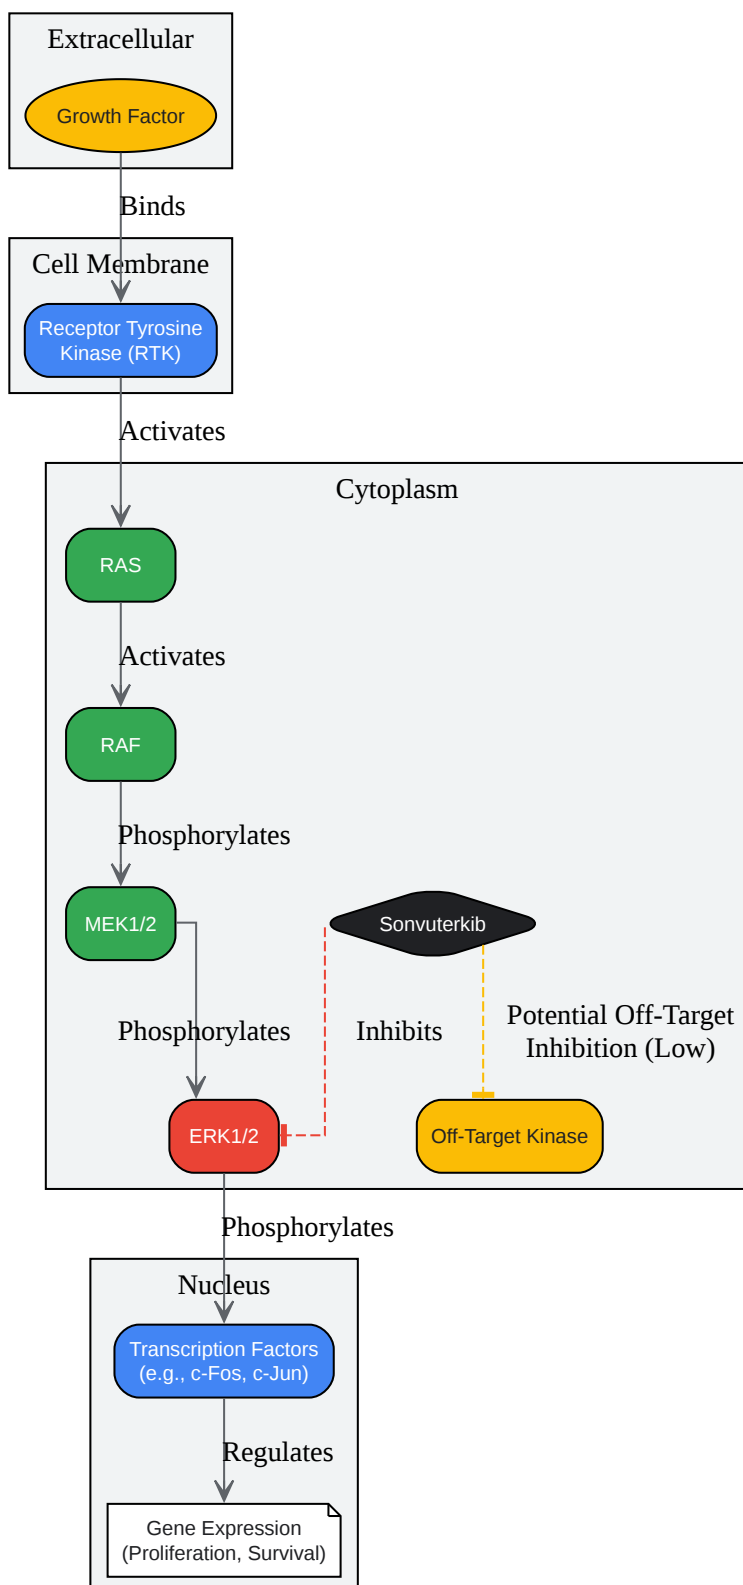 Extracellular
Growth Factor
Binds
Cell Membrane
Receptor Tyrosine
Kinase (RTK)
Activates
Cytoplasm
RAS
Activates
RAF
Phosphorylates
MEK1/2
Sonvuterkib
Phosphorylates
Inhibits
Potential Off-Target
Inhibition (Low)
ERK1/2
Off-Target Kinase
Phosphorylates
Nucleus
Transcription Factors
(e.g., c-Fos, c-Jun)
Regulates
Gene Expression
(Proliferation, Survival)